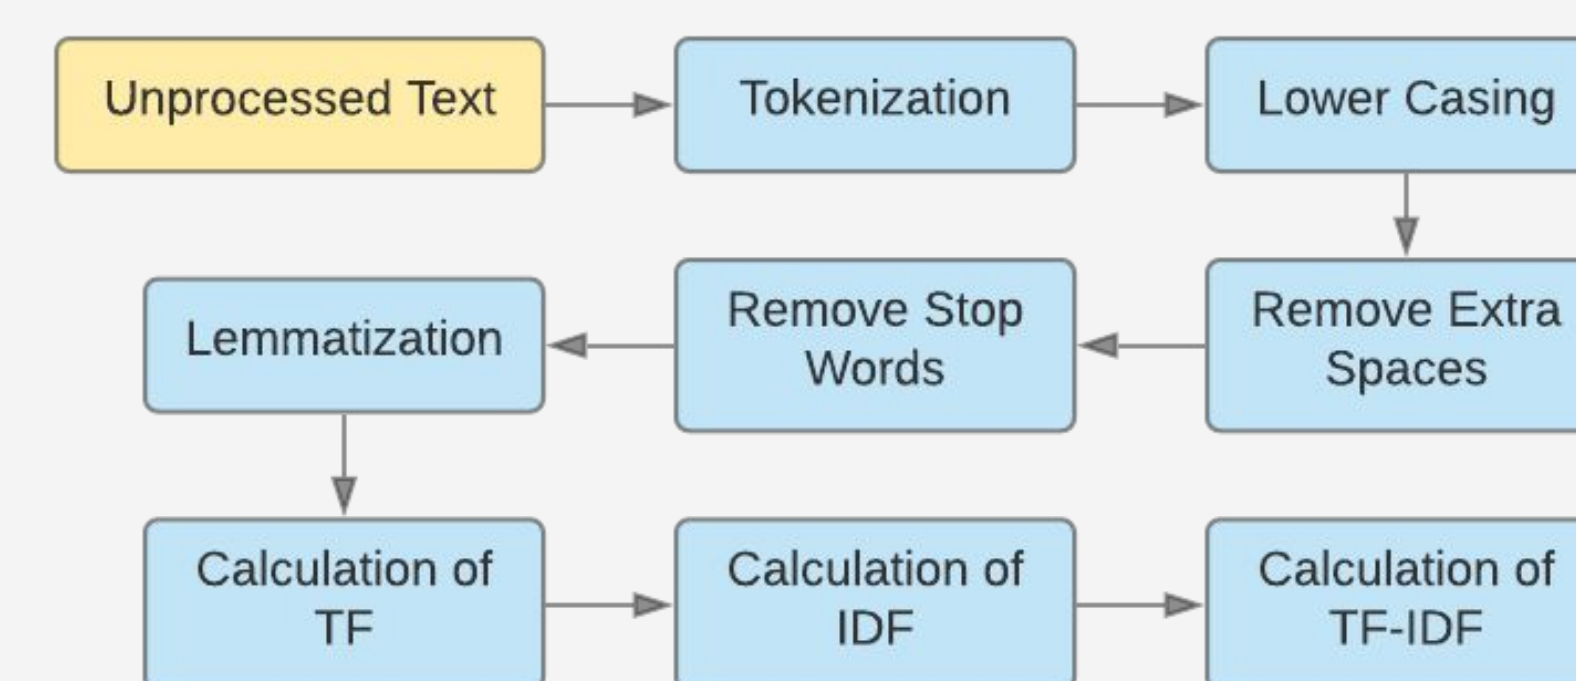 Unprocessed Text
Tokenization
Lower Casing
Remove Extra
Spaces
Remove Stop
Words
Lemmatization
Calculation of
TF
Calculation of
IDF
Calculation of
TF-IDF